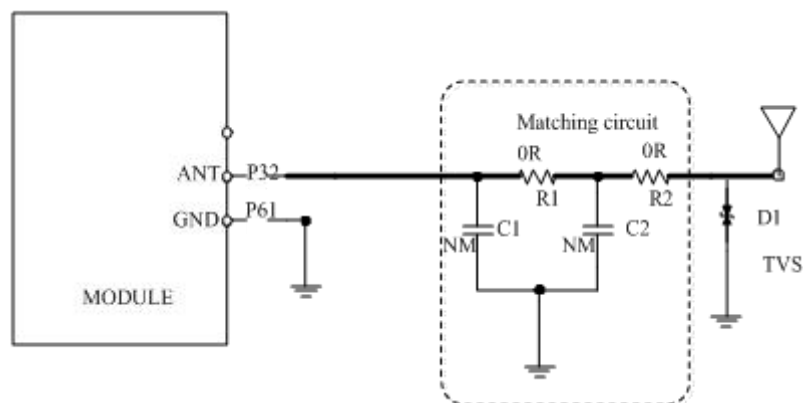 Matching circuit
0R
0R
ANT
P32
R1
R2
GND
P61
C1
C2
D1
NM
NM
TVS
MODULE